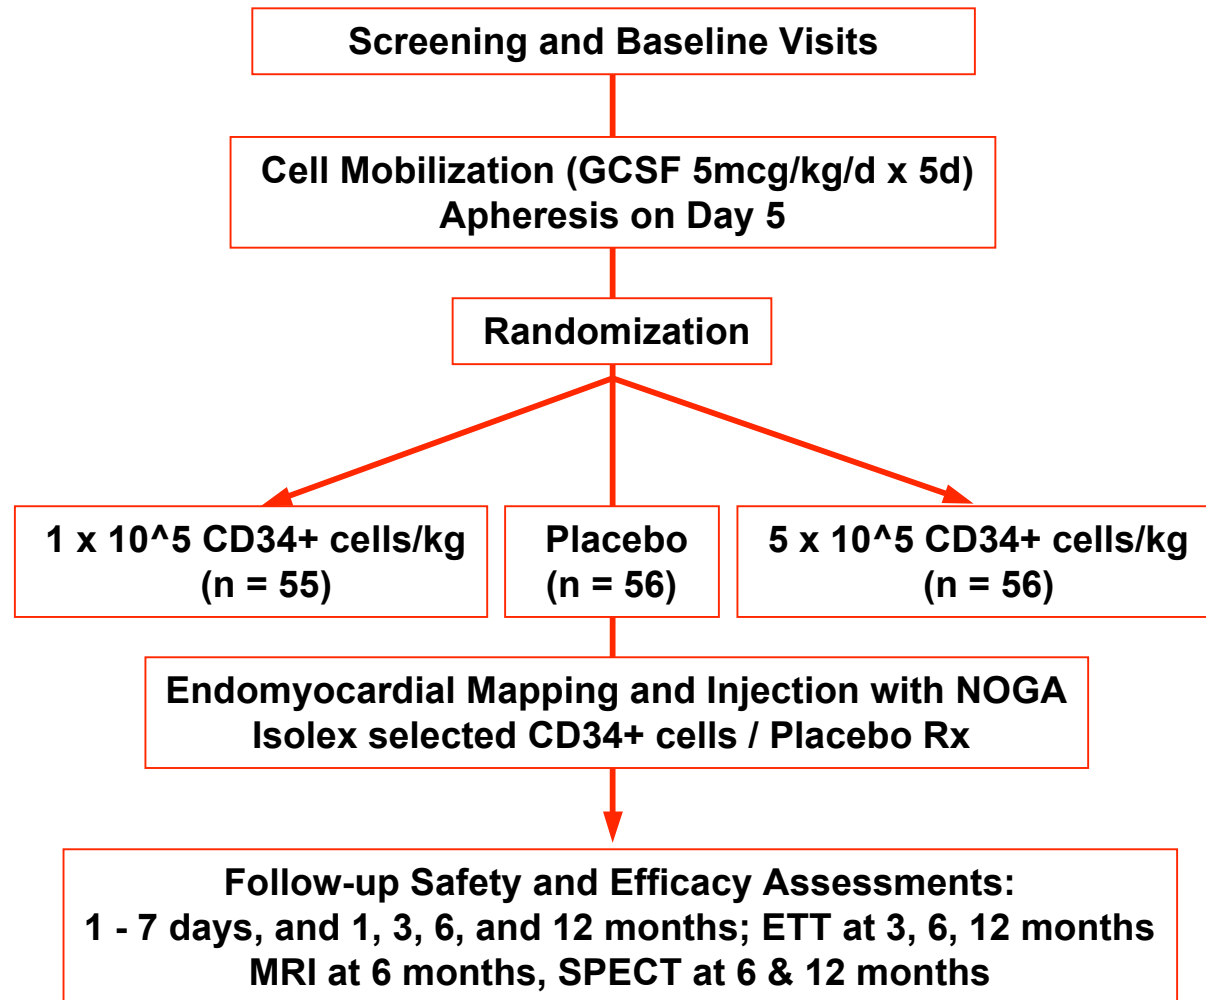 Screening and Baseline Visits
Cell Mobilization (GCSF 5mcg/kg/d x 5d)
Apheresis on Day 5
Randomization
1 x 10^5 CD34+ cells/kg
(n = 55)
Placebo
(n = 56)
5 x 10^5 CD34+ cells/kg
(n = 56)
Endomyocardial Mapping and Injection with NOGA
Isolex selected CD34+ cells / Placebo Rx
Follow-up Safety and Efficacy Assessments:
1 - 7 days, and 1, 3, 6, and 12 months; ETT at 3, 6, 12 months
MRI at 6 months, SPECT at 6 & 12 months